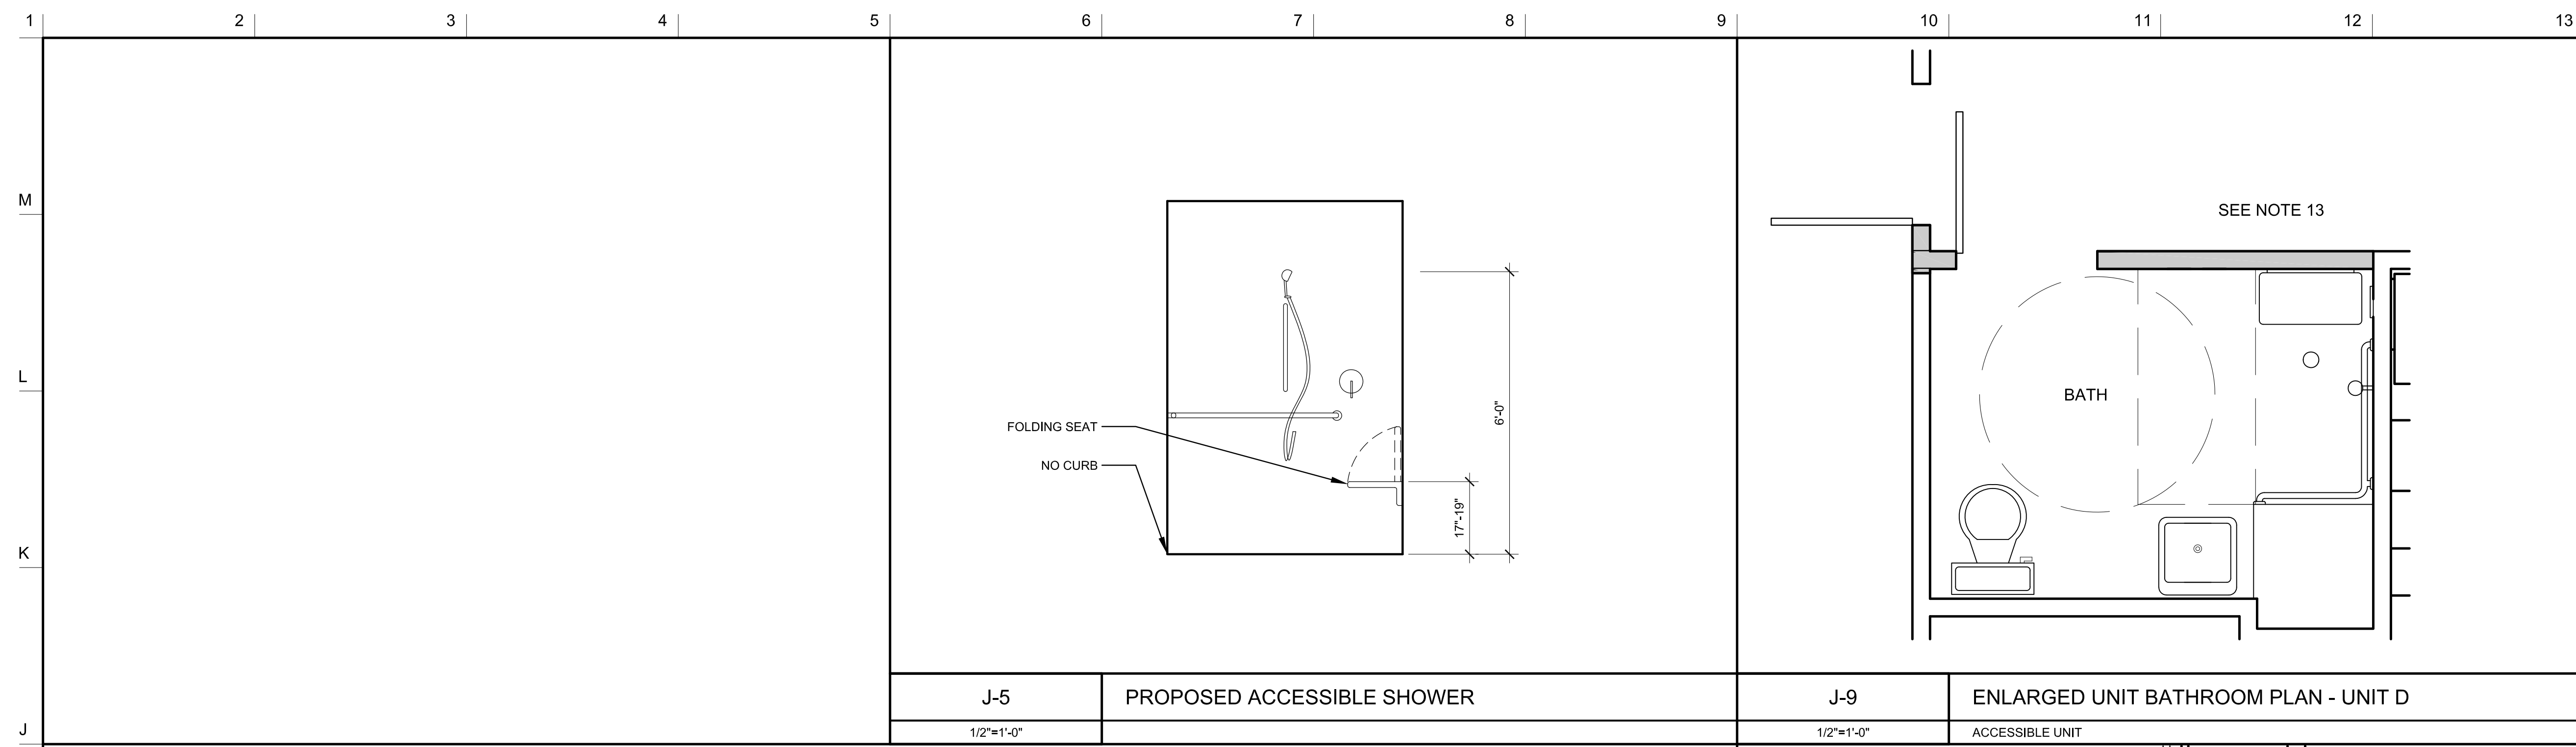 1 2 3 4 5 6 7 8 9 10 11 12 13
M
SEE NOTE 13
L
BATH
6'-0"
FOLDING SEAT
NO CURB
17"-19"
K
J-5 PROPOSED ACCESSIBLE SHOWER
J-9 ENLARGED UNIT BATHROOM PLAN - UNIT D
J
1/2"=1'-0"
1/2"=1'-0" ACCESSIBLE UNIT